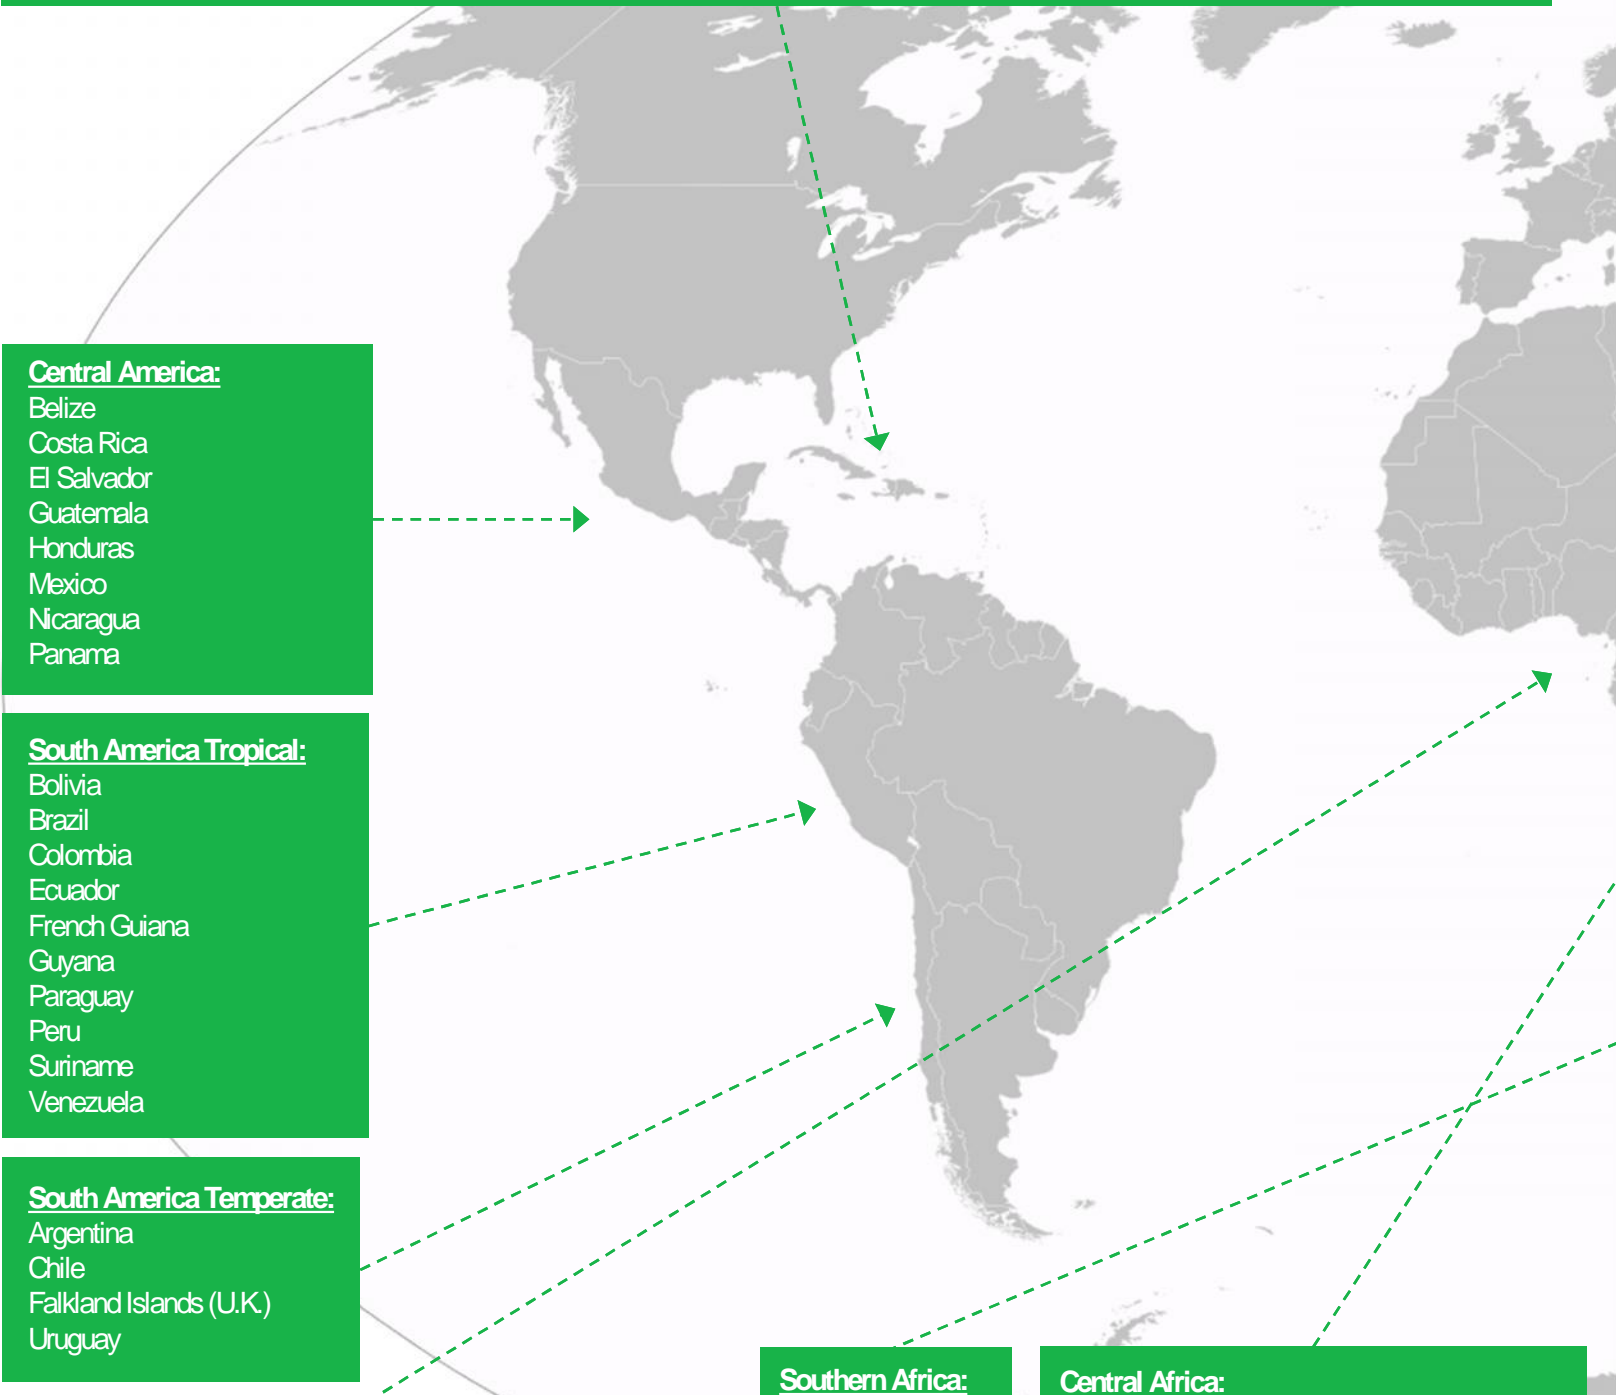 Central America:
Belize
Costa Rica
El Salvador
Guatemala
Honduras
Mexico
Nicaragua
Panama
South America Tropical:
Bolivia
Brazil
Colombia
Ecuador
French Guiana
Guyana
Paraguay
Peru
Suriname
Venezuela
South America Temperate:
Argentina
Chile
Falkland Islands (U.K.)
Uruguay
Southern Africa:
Central Africa: